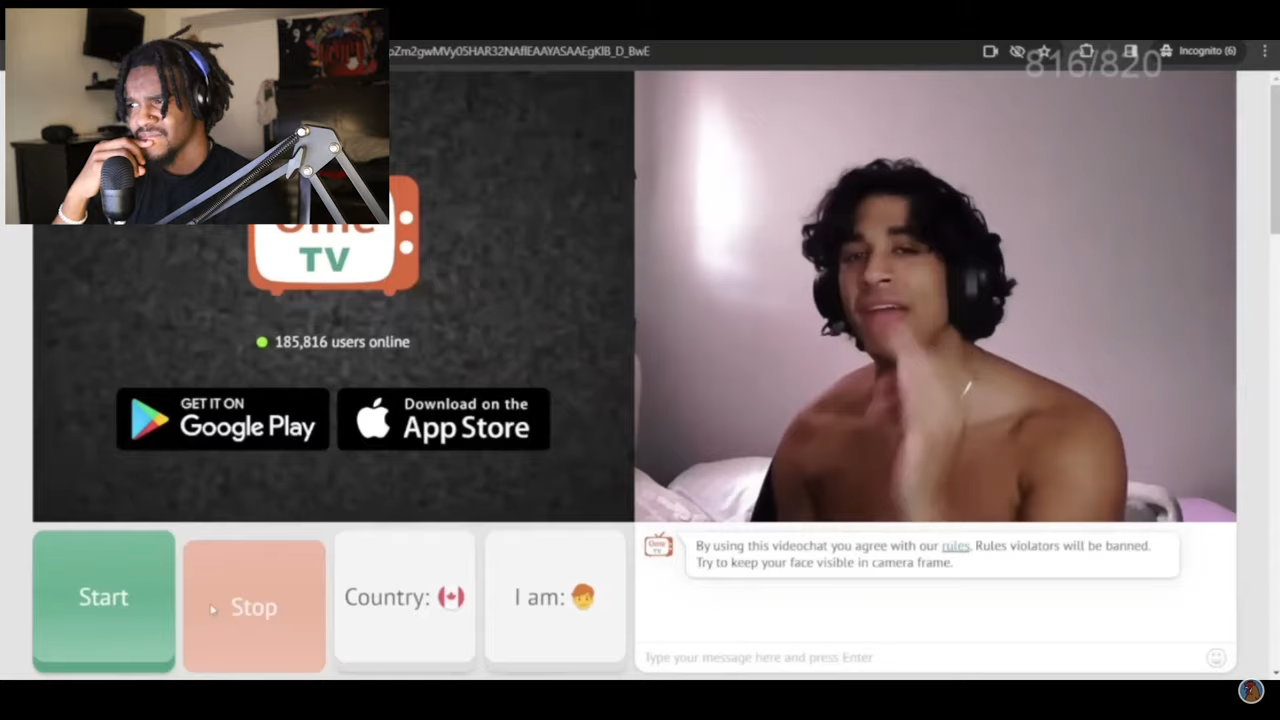 Incognito (6)
816/820
Ome
TV
185,816 users online
GET IT ON
Google Play
Download on the
App Store
Start
Stop
Country:
I am:
By using this videochat you agree with our rules. Rules violators will be banned.
Try to keep your face visible in camera frame.
Type your message here and press Enter